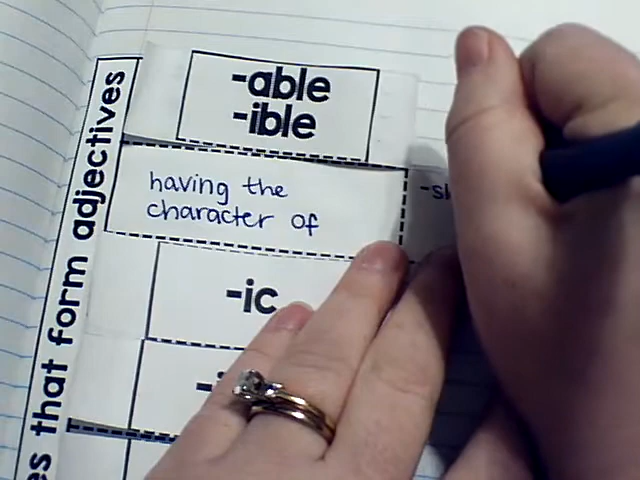 es that form adjectives
-able
-ible
having the
character of
-ic